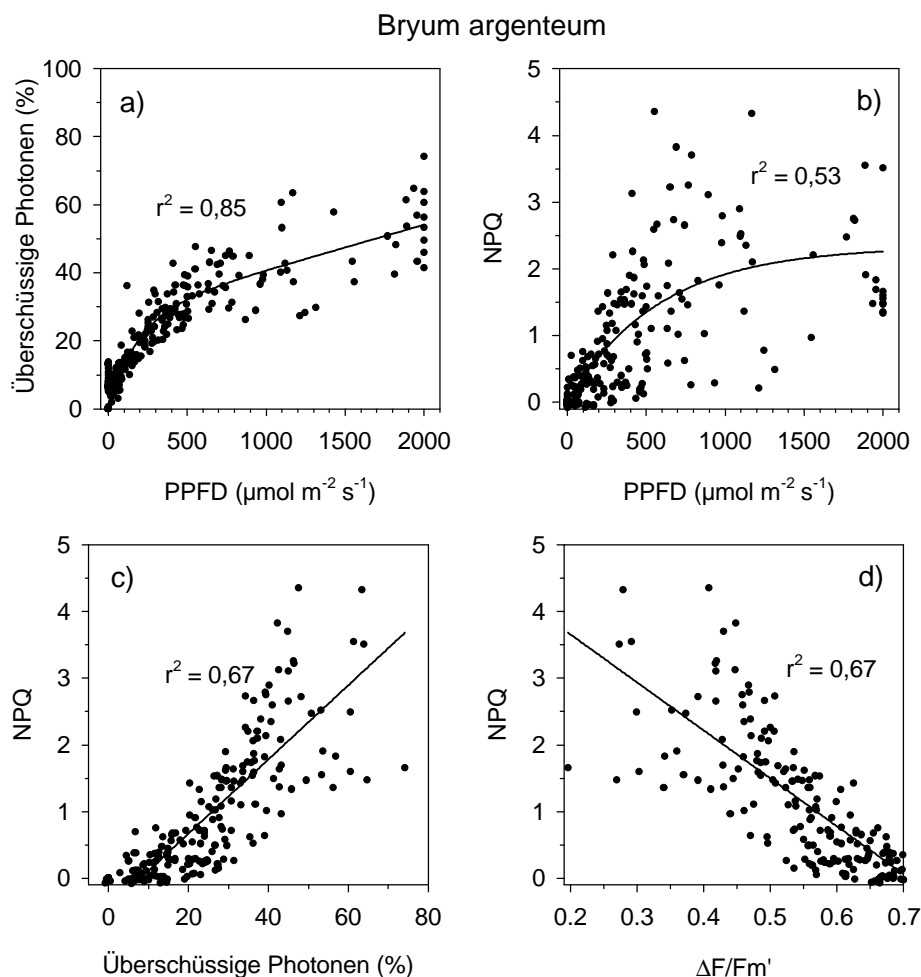 Bryum argenteum
a)
Überschüssige Photonen (%)
100
80
60
40
20
0
r² = 0,85
0 500 1000 1500 2000
PPFD (µmol m⁻² s⁻¹)
b)
NPQ
5
4
3
2
1
0
r² = 0,53
0 500 1000 1500 2000
PPFD (µmol m⁻² s⁻¹)
c)
NPQ
5
4
3
2
1
0
r² = 0,67
0 20 40 60 80
Überschüssige Photonen (%)
d)
NPQ
5
4
3
2
1
0
r² = 0,67
0.2 0.3 0.4 0.5 0.6 0.7
ΔF/Fm'